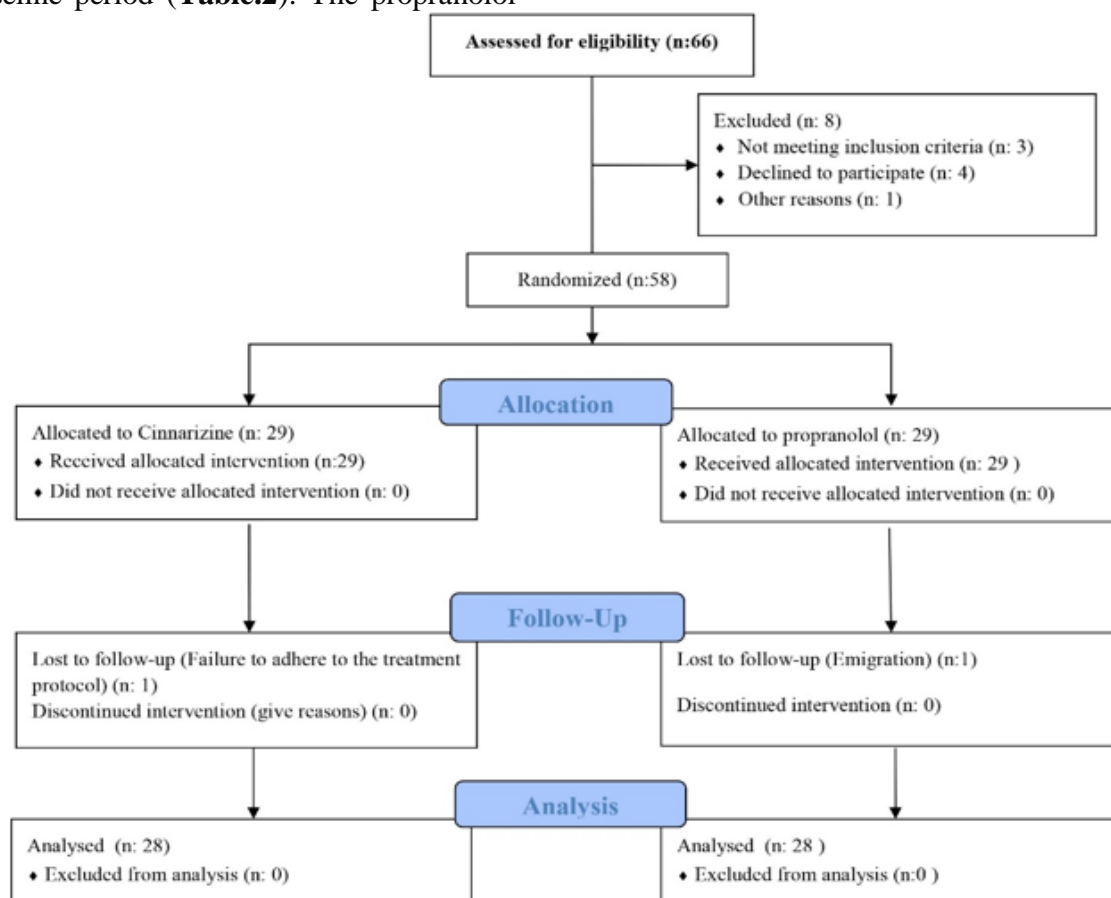 seline period (Table.2). The propranolol
Assessed for eligibility (n:66)
Excluded (n: 8)
♦ Not meeting inclusion criteria (n: 3)
♦ Declined to participate (n: 4)
♦ Other reasons (n: 1)
Randomized (n:58)
Allocation
Allocated to Cinnarizine (n: 29)
♦ Received allocated intervention (n:29)
♦ Did not receive allocated intervention (n: 0)
Allocated to propranolol (n: 29)
♦ Received allocated intervention (n: 29 )
♦ Did not receive allocated intervention (n: 0)
Follow-Up
Lost to follow-up (Failure to adhere to the treatment
protocol) (n: 1)
Discontinued intervention (give reasons) (n: 0)
Lost to follow-up (Emigration) (n:1)
Discontinued intervention (n: 0)
Analysis
Analysed (n: 28)
♦ Excluded from analysis (n: 0)
Analysed (n: 28 )
♦ Excluded from analysis (n:0 )